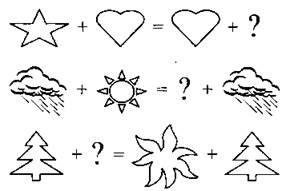 + = + ?
+ = ? +
+ ? = +